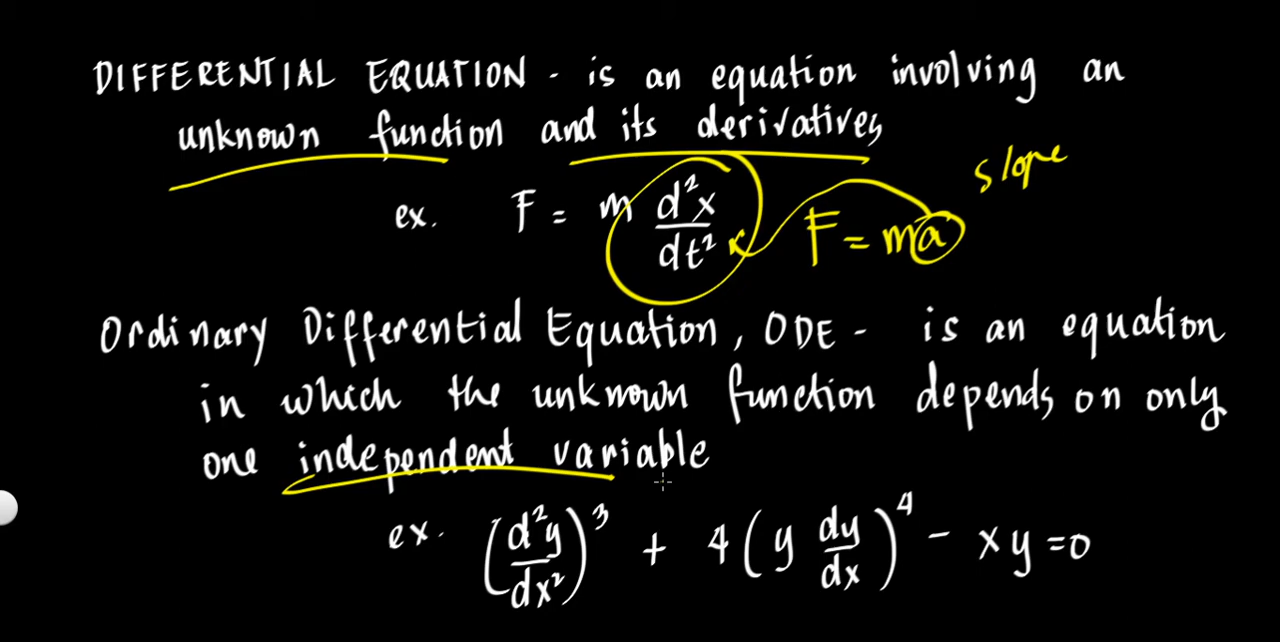 DIFFERENTIAL EQUATION - is an equation involving an
unknown function and its derivatives
slope
ex. F = m d²x/dt² F = ma
Ordinary Differential Equation, ODE - is an equation
in which the unknown function depends on only
one independent variable
ex. (d²y/dx²)³ + 4(y dy/dx)⁴ - xy = 0